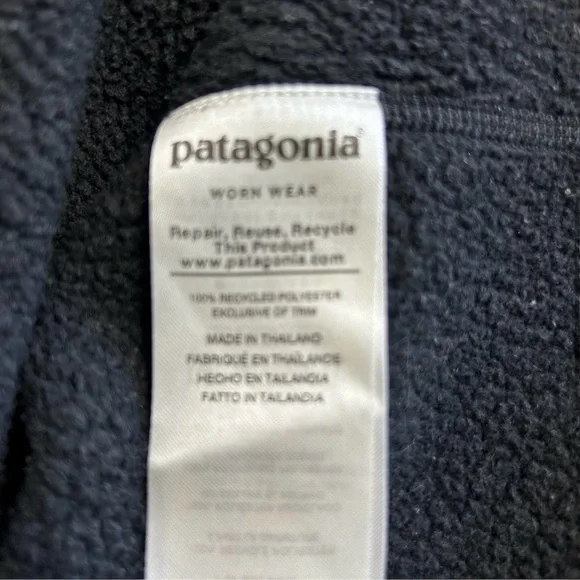 patagonia®
WORN WEAR
Repair, Reuse, Recycle
This Product
www.patagonia.com
100% RECYCLED POLYESTER
EXCLUSIVE OF TRIM
MADE IN THAILAND
FABRIQUÉ EN THAÏLANDE
HECHO EN TAILANDIA
FATTO IN TAILANDIA